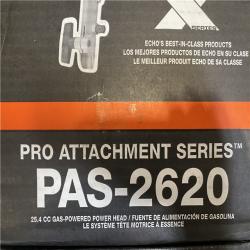 X
SERIES
ECHO'S BEST-IN-CLASS PRODUCTS
LOS MEJORES PRODUCTOS DE ECHO EN SU CLASE
LE MEILLEUR PRODUIT ECHO DE SA CLASSE
PRO ATTACHMENT SERIES™
PAS-2620
25.4 CC GAS-POWERED POWER HEAD / FUENTE DE ALIMENTACIÓN DE GASOLINA
LE SYSTÈME TÊTE MOTRICE À ESSENCE